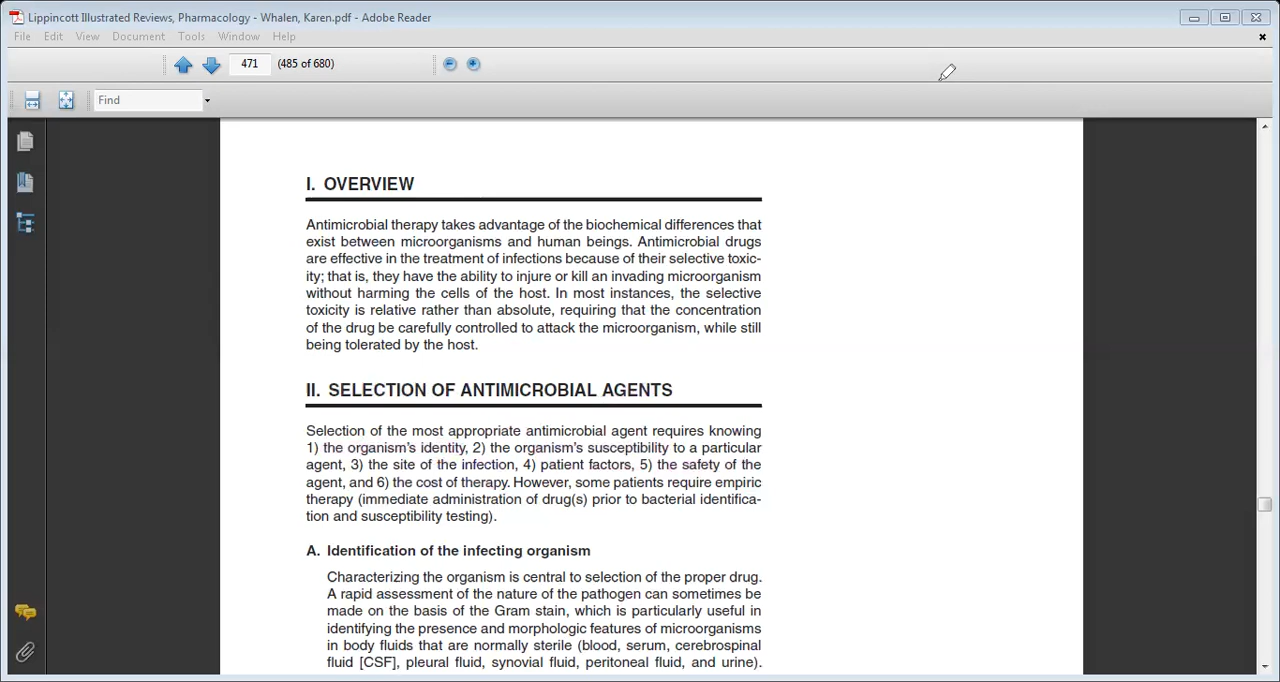 Lippincott Illustrated Reviews, Pharmacology - Whalen, Karen.pdf - Adobe Reader
File Edit View Document Tools Window Help
471 (485 of 680)
Find
I. OVERVIEW
Antimicrobial therapy takes advantage of the biochemical differences that
exist between microorganisms and human beings. Antimicrobial drugs
are effective in the treatment of infections because of their selective toxic-
ity; that is, they have the ability to injure or kill an invading microorganism
without harming the cells of the host. In most instances, the selective
toxicity is relative rather than absolute, requiring that the concentration
of the drug be carefully controlled to attack the microorganism, while still
being tolerated by the host.
II. SELECTION OF ANTIMICROBIAL AGENTS
Selection of the most appropriate antimicrobial agent requires knowing
1) the organism's identity, 2) the organism's susceptibility to a particular
agent, 3) the site of the infection, 4) patient factors, 5) the safety of the
agent, and 6) the cost of therapy. However, some patients require empiric
therapy (immediate administration of drug(s) prior to bacterial identifica-
tion and susceptibility testing).
A. Identification of the infecting organism
Characterizing the organism is central to selection of the proper drug.
A rapid assessment of the nature of the pathogen can sometimes be
made on the basis of the Gram stain, which is particularly useful in
identifying the presence and morphologic features of microorganisms
in body fluids that are normally sterile (blood, serum, cerebrospinal
fluid [CSF], pleural fluid, synovial fluid, peritoneal fluid, and urine).